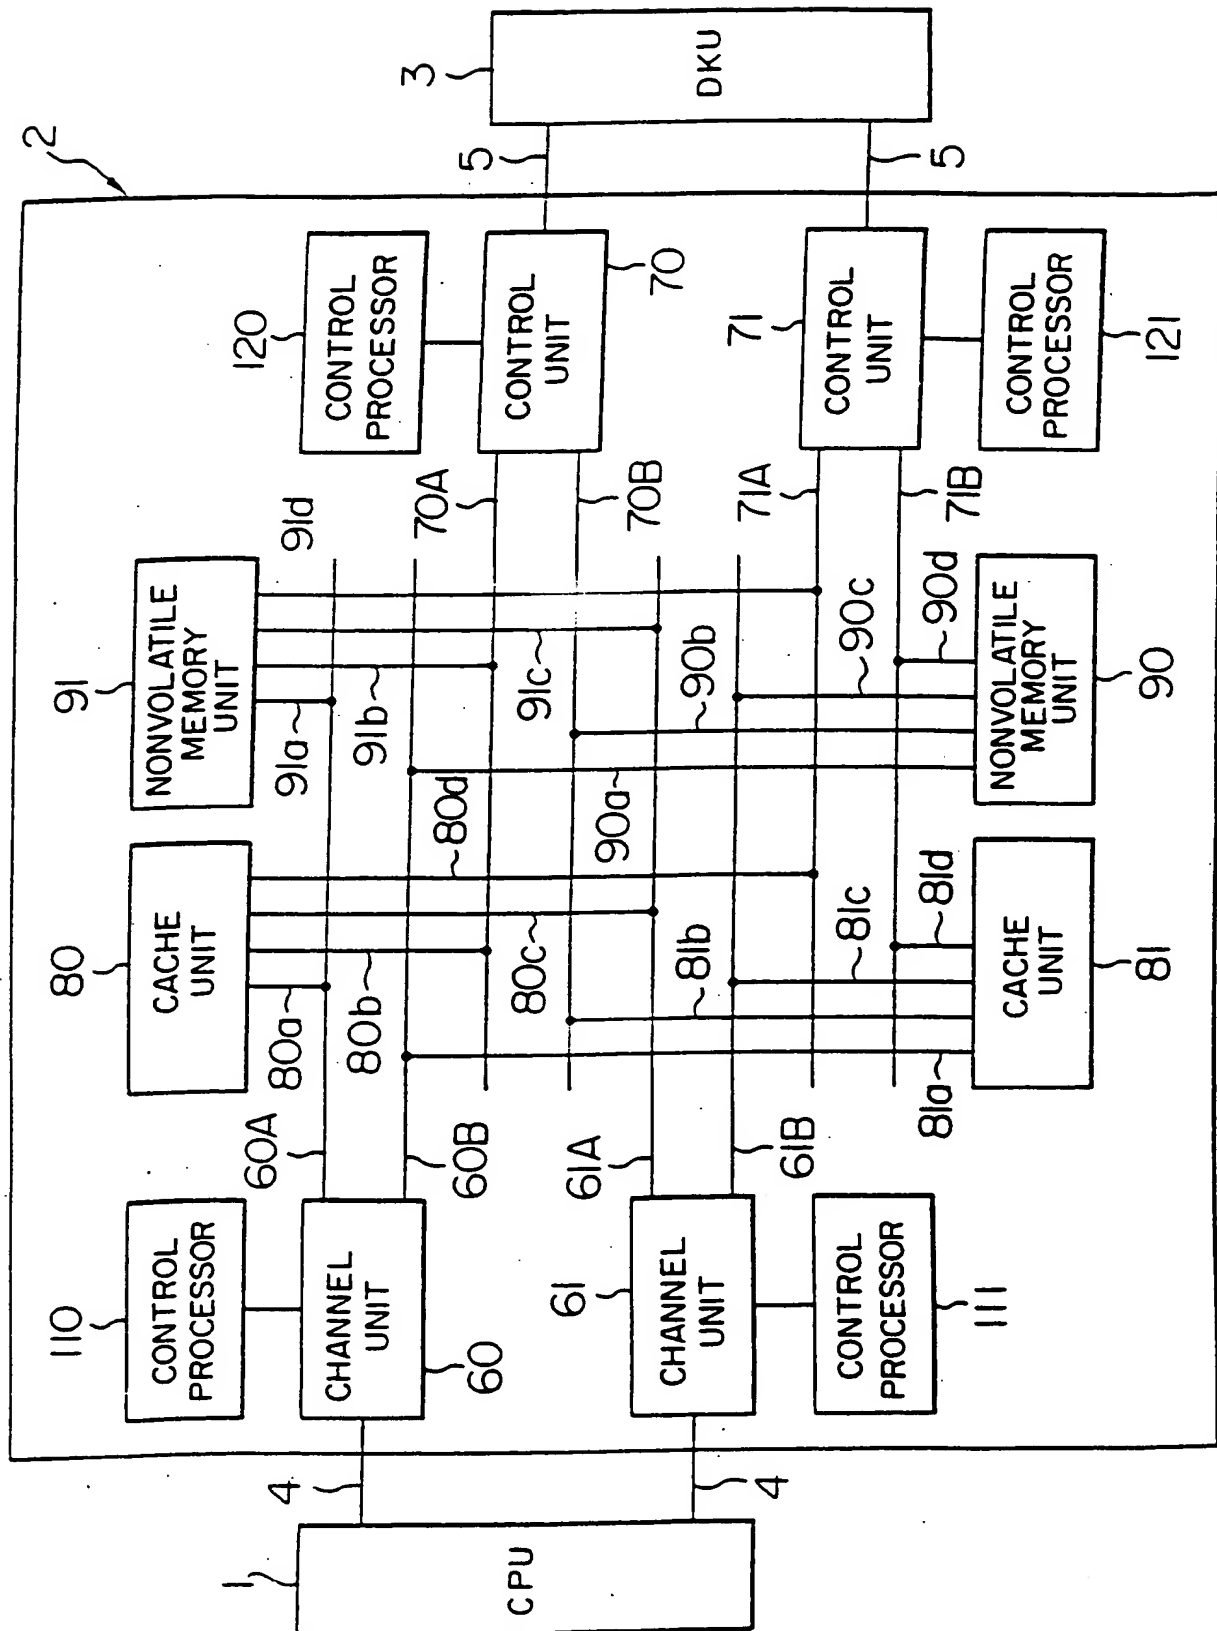 2
3
DKU
5
5
120
CONTROL
PROCESSOR
CONTROL
UNIT
70
71
CONTROL
UNIT
CONTROL
PROCESSOR
121
91
NONVOLATILE
MEMORY
UNIT
91a
91b
91c
91d
70A
70B
71A
71B
90a
90b
90c
90d
NONVOLATILE
MEMORY
UNIT
90
80
CACHE
UNIT
80a
80b
80c
80d
81a
81b
81c
81d
CACHE
UNIT
81
60A
60B
61A
61B
110
CONTROL
PROCESSOR
CHANNEL
UNIT
60
61
CHANNEL
UNIT
CONTROL
PROCESSOR
111
4
4
1
CPU